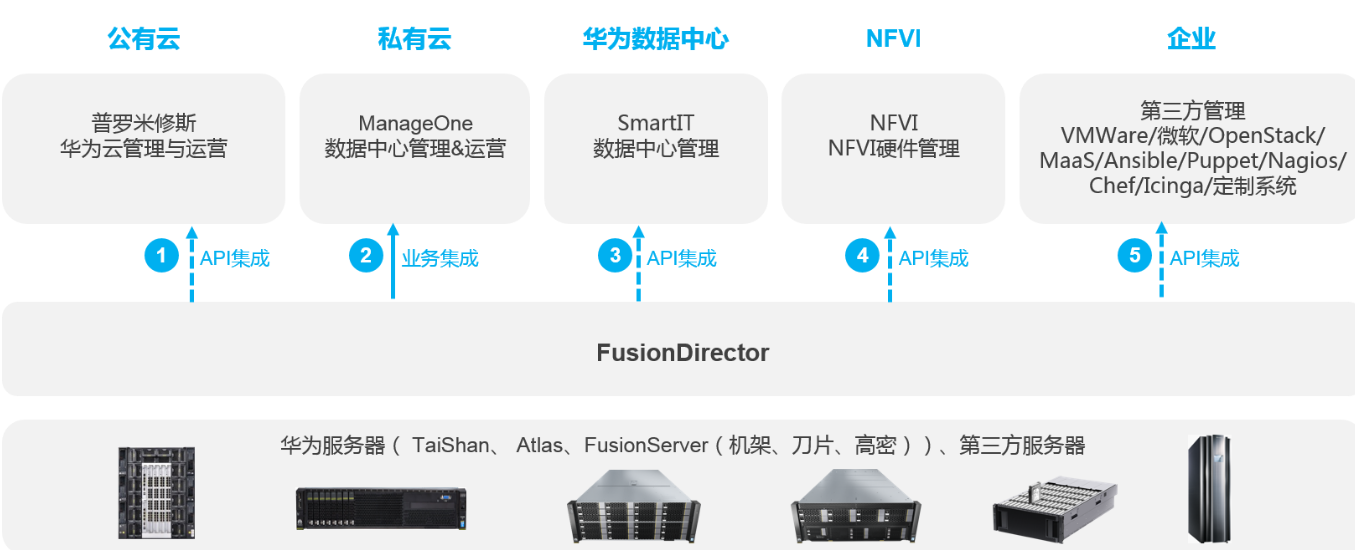 公有云
私有云
华为数据中心
NFVI
企业
普罗米修斯
华为云管理与运营
ManageOne
数据中心管理&运营
SmartIT
数据中心管理
NFVI
NFVI硬件管理
第三方管理
VMWare/微软/OpenStack/
MaaS/Ansible/Puppet/Nagios/
Chef/Icinga/定制系统
1 API集成
2 业务集成
3 API集成
4 API集成
5 API集成
FusionDirector
华为服务器（ TaiShan、 Atlas、FusionServer（机架、刀片、高密））、第三方服务器